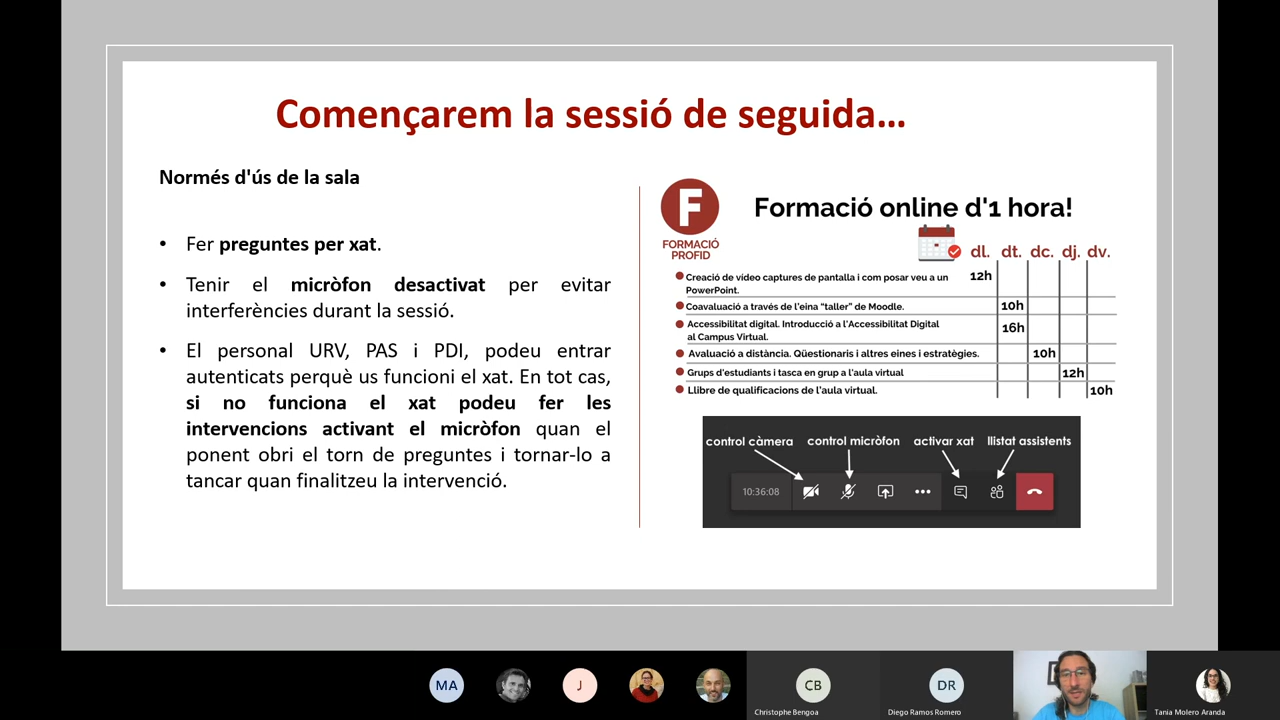 Començarem la sessió de seguida...
Normés d'ús de la sala
• Fer preguntes per xat.
• Tenir el micròfon desactivat per evitar
interferències durant la sessió.
• El personal URV, PAS i PDI, podeu entrar
autenticats perquè us funcioni el xat. En tot cas,
si no funciona el xat podeu fer les
intervencions activant el micròfon quan el
ponent obri el torn de preguntes i tornar-lo a
tancar quan finalitzeu la intervenció.
F
FORMACIÓ
PROFID
Formació online d'1 hora!
dl. dt. dc. dj. dv.
Creació de vídeo captures de pantalla i com posar veu a un
PowerPoint.
12h
Coavaluació a través de l'eina "taller" de Moodle.
10h
Accessibilitat digital. Introducció a l'Accessibilitat Digital
al Campus Virtual.
16h
Avaluació a distància. Qüestionaris i altres eines i estratègies.
10h
Grups d'estudiants i tasca en grup a l'aula virtual
12h
Llibre de qualificacions de l'aula virtual.
10h
control càmera control micròfon activar xat llistat assistents
10:36:08
MA
J
CB
Christophe Bengoa
DR
Diego Ramos Romero
Tania Molero Aranda